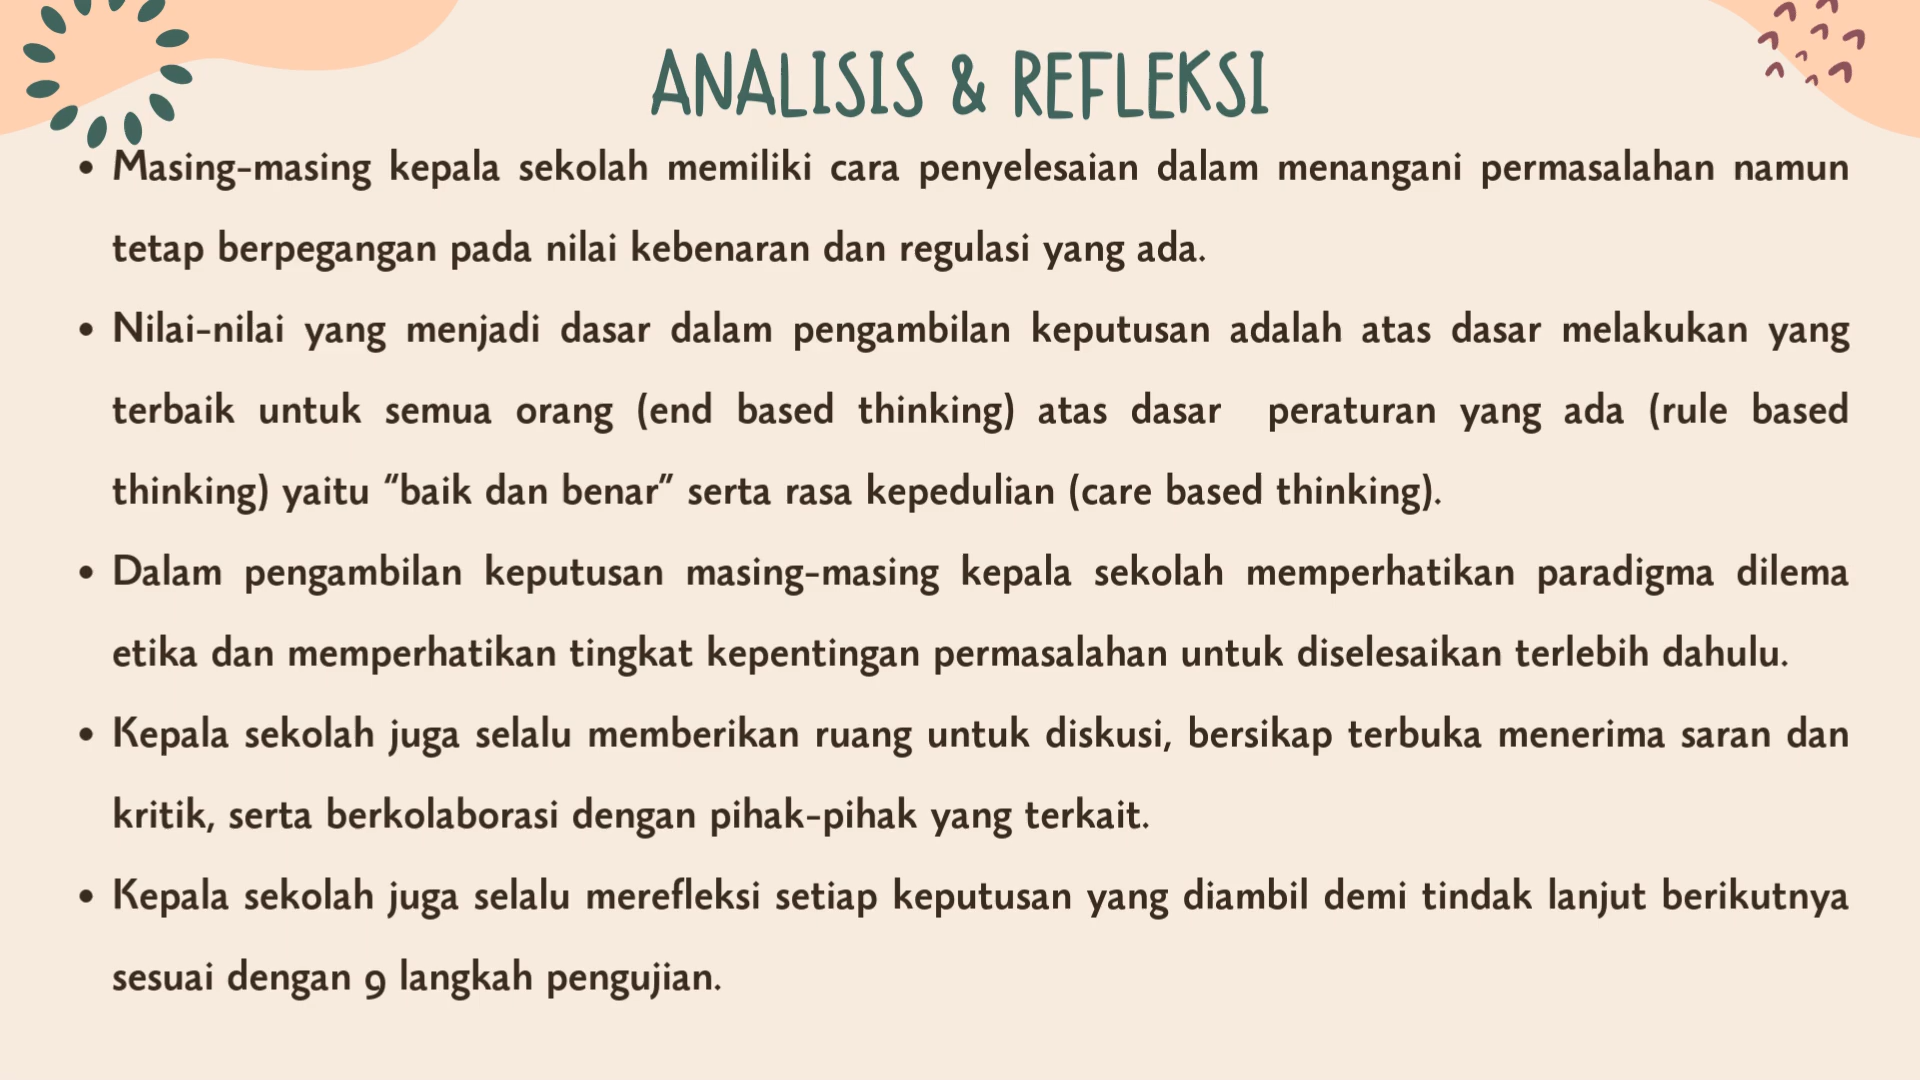 ANALISIS & REFLEKSI
• Masing-masing kepala sekolah memiliki cara penyelesaian dalam menangani permasalahan namun
tetap berpegangan pada nilai kebenaran dan regulasi yang ada.
• Nilai-nilai yang menjadi dasar dalam pengambilan keputusan adalah atas dasar melakukan yang
terbaik untuk semua orang (end based thinking) atas dasar  peraturan yang ada (rule based
thinking) yaitu “baik dan benar” serta rasa kepedulian (care based thinking).
• Dalam pengambilan keputusan masing-masing kepala sekolah memperhatikan paradigma dilema
etika dan memperhatikan tingkat kepentingan permasalahan untuk diselesaikan terlebih dahulu.
• Kepala sekolah juga selalu memberikan ruang untuk diskusi, bersikap terbuka menerima saran dan
kritik, serta berkolaborasi dengan pihak-pihak yang terkait.
• Kepala sekolah juga selalu merefleksi setiap keputusan yang diambil demi tindak lanjut berikutnya
sesuai dengan 9 langkah pengujian.